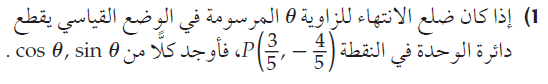 (1 إذا كان ضلع الانتهاء للزاوية θ المرسومة في الوضع القياسي يقطع
دائرة الوحدة في النقطة P(3/5, −4/5)، فأوجد كلًّا من cos θ, sin θ .